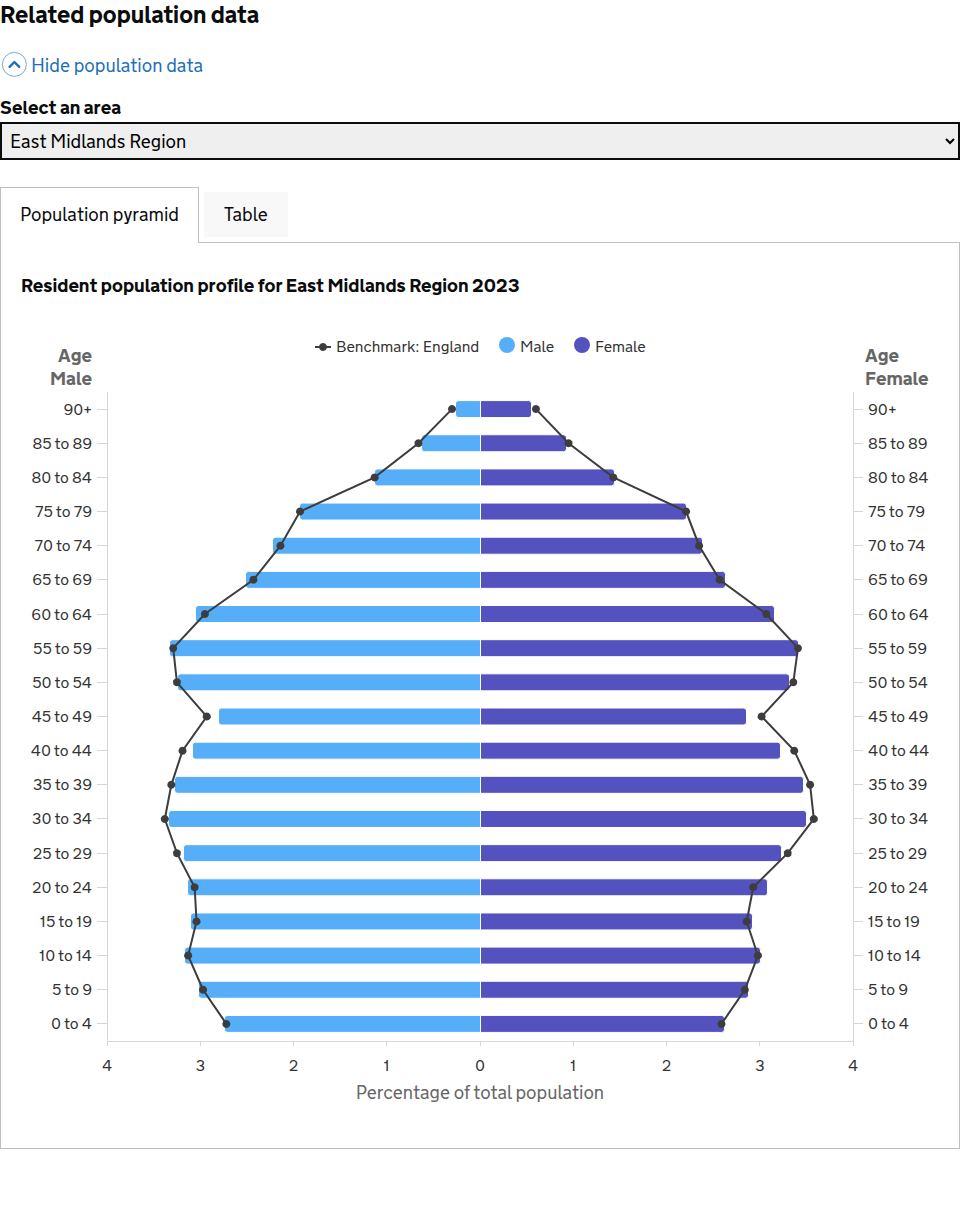 Related population data
Hide population data
Select an area
East Midlands Region
Population pyramid Table
Resident population profile for East Midlands Region 2023
Benchmark: England Male Female
Age Male Age Female
90+ 90+
85 to 89 85 to 89
80 to 84 80 to 84
75 to 79 75 to 79
70 to 74 70 to 74
65 to 69 65 to 69
60 to 64 60 to 64
55 to 59 55 to 59
50 to 54 50 to 54
45 to 49 45 to 49
40 to 44 40 to 44
35 to 39 35 to 39
30 to 34 30 to 34
25 to 29 25 to 29
20 to 24 20 to 24
15 to 19 15 to 19
10 to 14 10 to 14
5 to 9 5 to 9
0 to 4 0 to 4
4 3 2 1 0 1 2 3 4
Percentage of total population